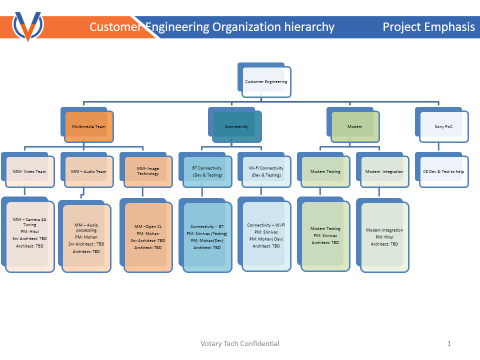 Customer Engineering Organization hierarchy
Project Emphasis
Customer Engineering
Multimedia Team
Connectivity
Modem
Sony PoC
MM- Video Team
MM – Audio Team
MM- Image
Technology
BT Connectivity
(Dev & Testing)
Wi-Fi Connectivity
(Dev & Testing)
Modem Testing
Modem Integration
CE Dev & Test to help
MM – Camera 4A
Tuning
PM: Hirul
Snr Architect: TBD
Architect: TBD
MM – Audio
processing
PM: Mohan
Snr Architect: TBD
Architect: TBD
MM –Open CL
PM: Mohan
Snr Architect: TBD
Architect: TBD
Connectivity – BT
PM: Srinivas (Testing)
PM: Mohan(Dev)
Architect: TBD
Connectivity – Wi-Fi
PM: Srinivas
PM: Mohan( Dev)
Architect: TBD
Modem Testing
PM: Srinivas
Architect: TBD
Modem Integration
PM: Hirul
Architect: TBD
Votary Tech Confidential
1